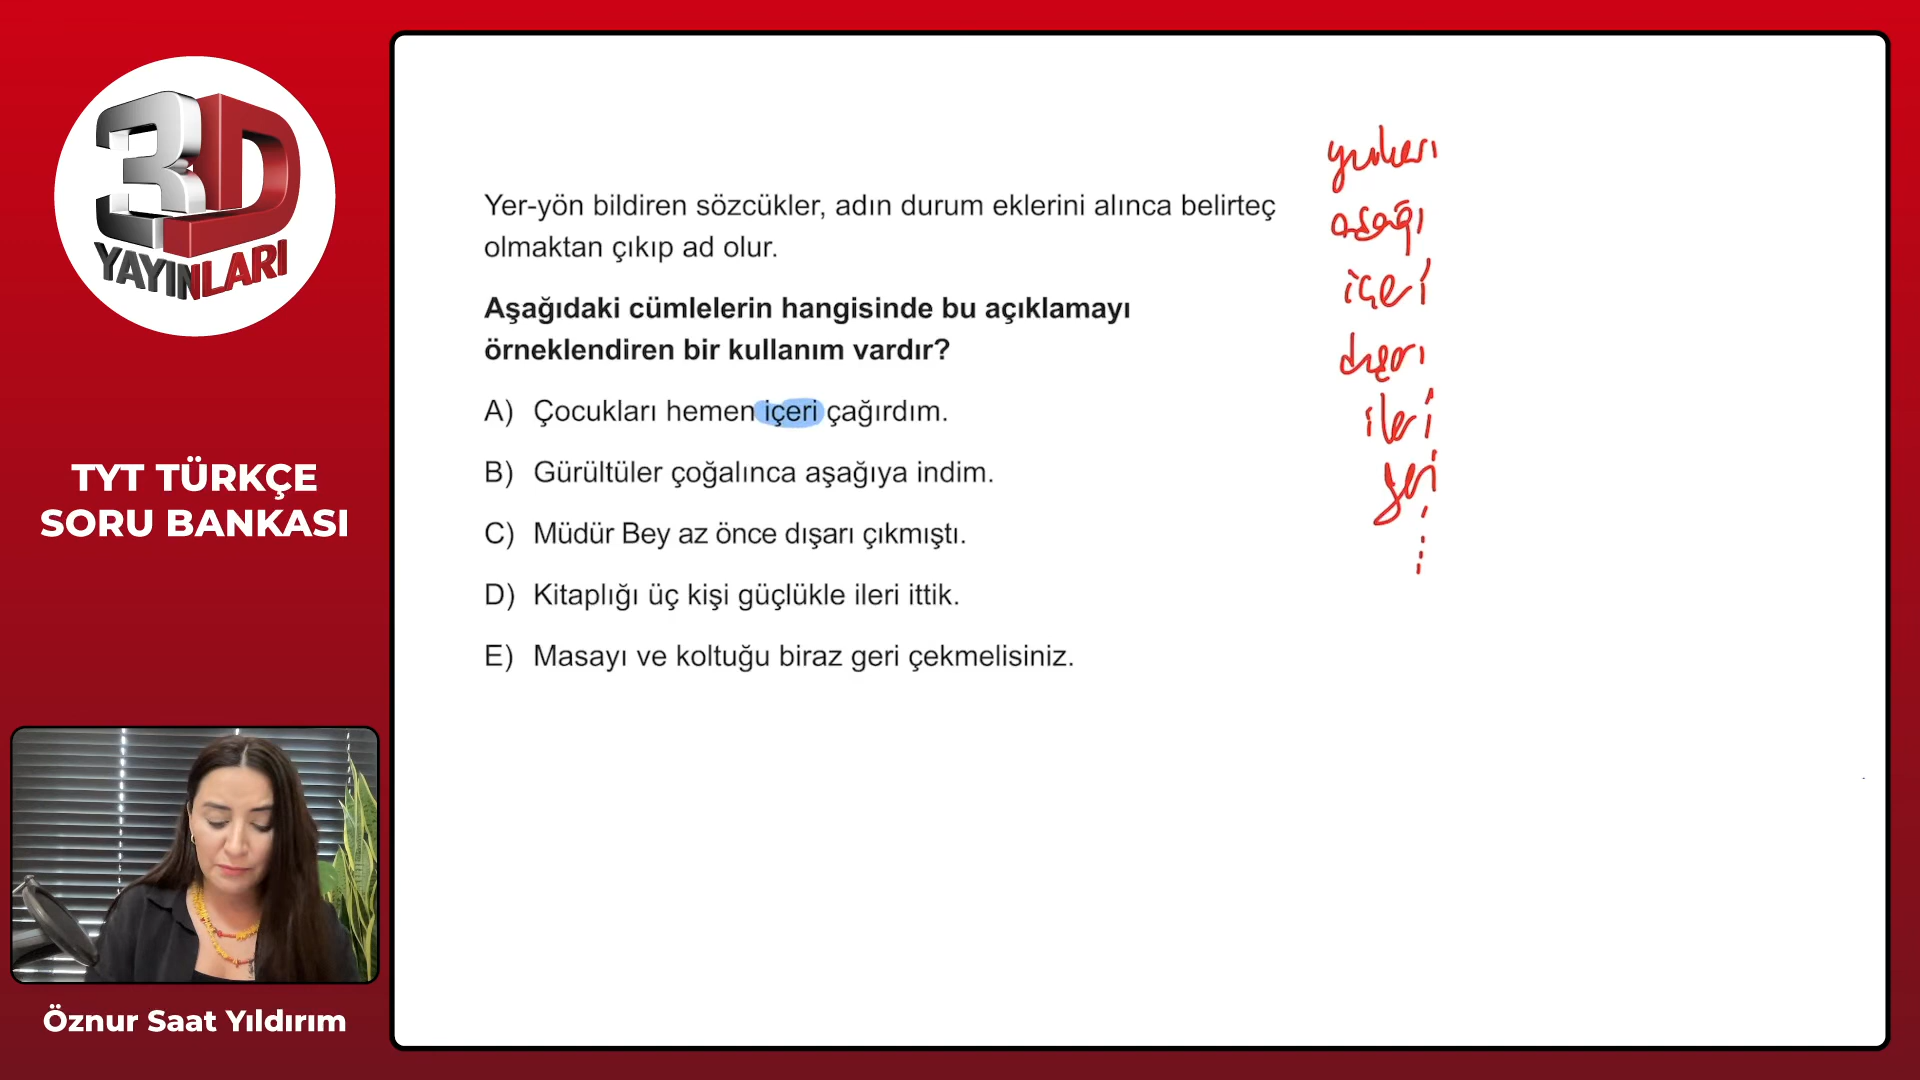 3D
YAYINLARI
TYT TÜRKÇE
SORU BANKASI
Öznur Saat Yıldırım
Yer-yön bildiren sözcükler, adın durum eklerini alınca belirteç
olmaktan çıkıp ad olur.
Aşağıdaki cümlelerin hangisinde bu açıklamayı
örneklendiren bir kullanım vardır?
A) Çocukları hemen içeri çağırdım.
B) Gürültüler çoğalınca aşağıya indim.
C) Müdür Bey az önce dışarı çıkmıştı.
D) Kitaplığı üç kişi güçlükle ileri ittik.
E) Masayı ve koltuğu biraz geri çekmelisiniz.
yukarı
aşağı
içeri
dışarı
ileri
geri